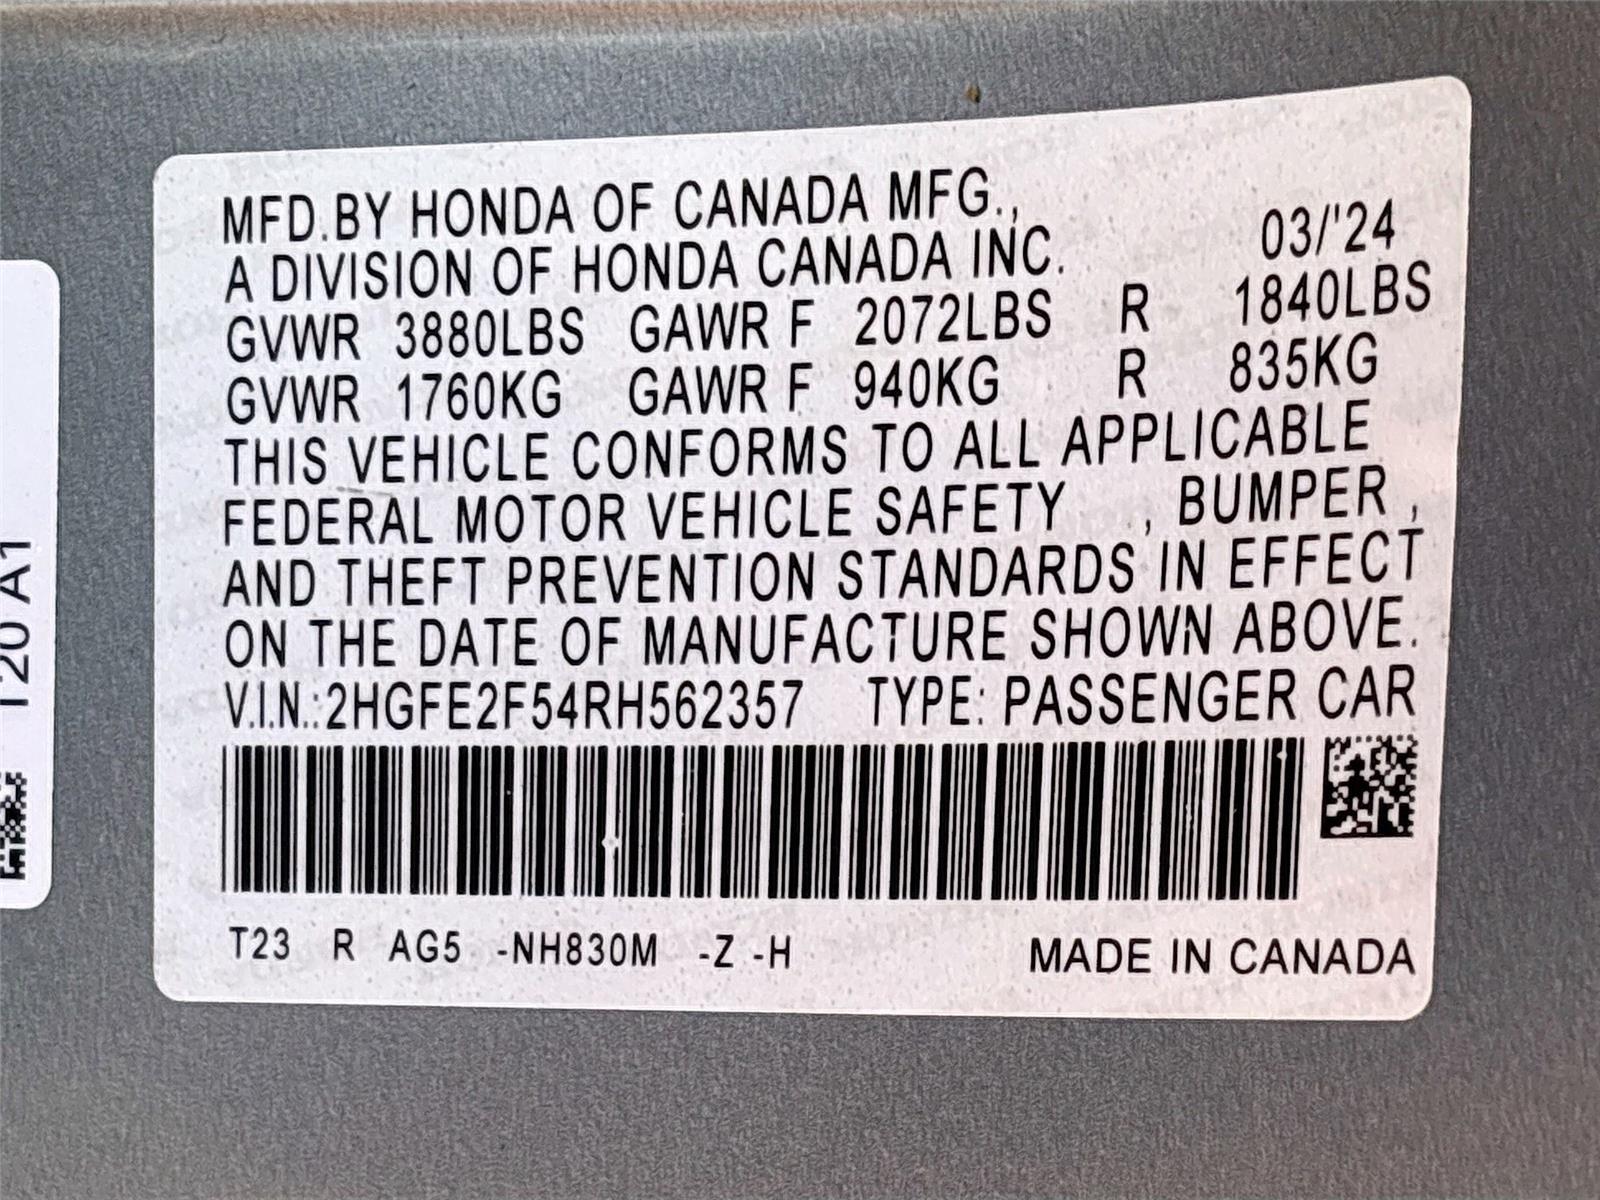 MFD.BY HONDA OF CANADA MFG.,
A DIVISION OF HONDA CANADA INC. 03/'24
GVWR 3880LBS GAWR F 2072LBS R 1840LBS
GVWR 1760KG GAWR F 940KG R 835KG
THIS VEHICLE CONFORMS TO ALL APPLICABLE
FEDERAL MOTOR VEHICLE SAFETY , BUMPER ,
AND THEFT PREVENTION STANDARDS IN EFFECT
ON THE DATE OF MANUFACTURE SHOWN ABOVE.
V.I.N.:2HGFE2F54RH562357 TYPE: PASSENGER CAR
T23 R AG5 -NH830M -Z -H MADE IN CANADA
T20 A1